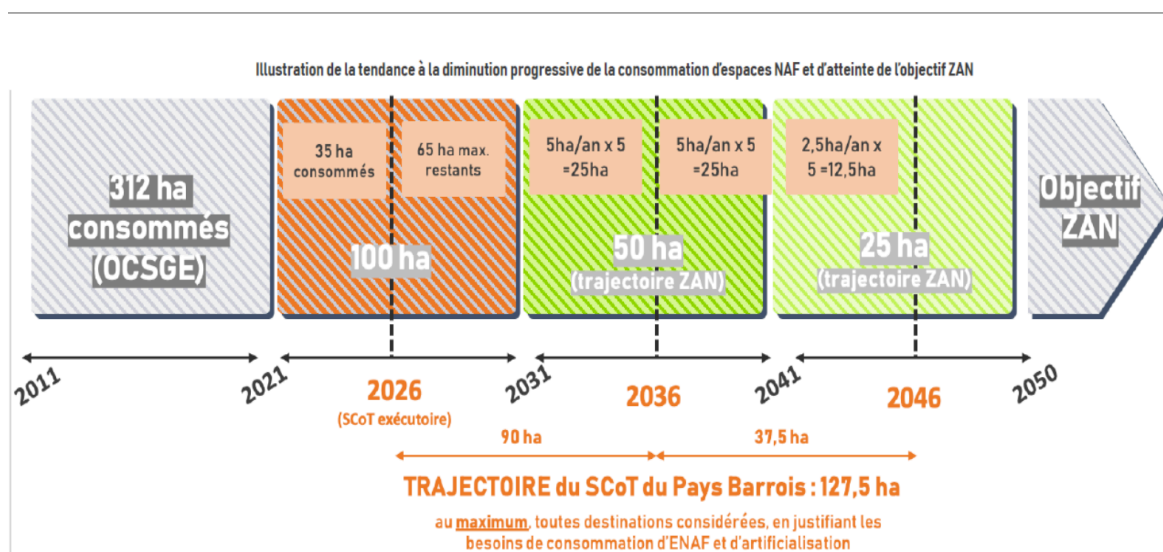 Illustration de la tendance à la diminution progressive de la consommation d'espaces NAF et d'atteinte de l'objectif ZAN
312 ha
consommés
(OCSGE)
35 ha
consommés
65 ha max.
restants
100 ha
5ha/an x 5
=25ha
5ha/an x 5
=25ha
50 ha
(trajectoire ZAN)
2,5ha/an x
5 =12,5ha
25 ha
(trajectoire ZAN)
Objectif
ZAN
2011
2021
2026
(SCoT exécutoire)
2031
2036
2041
2046
2050
90 ha
37,5 ha
TRAJECTOIRE du SCoT du Pays Barrois : 127,5 ha
au maximum, toutes destinations considérées, en justifiant les
besoins de consommation d'ENAF et d'artificialisation